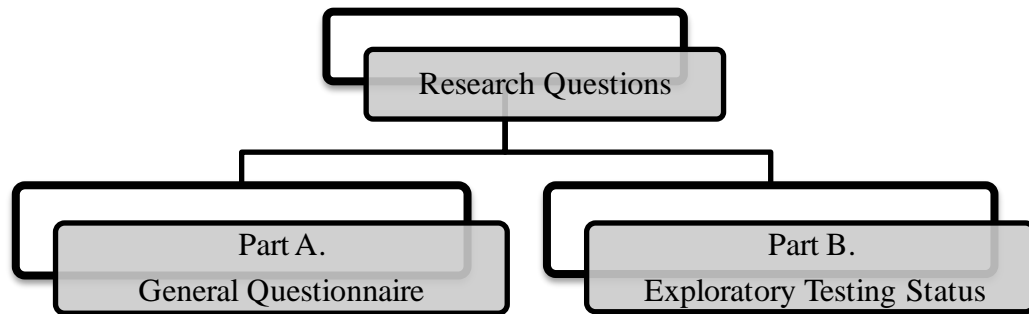 Research Questions
Part A.
General Questionnaire
Part B.
Exploratory Testing Status